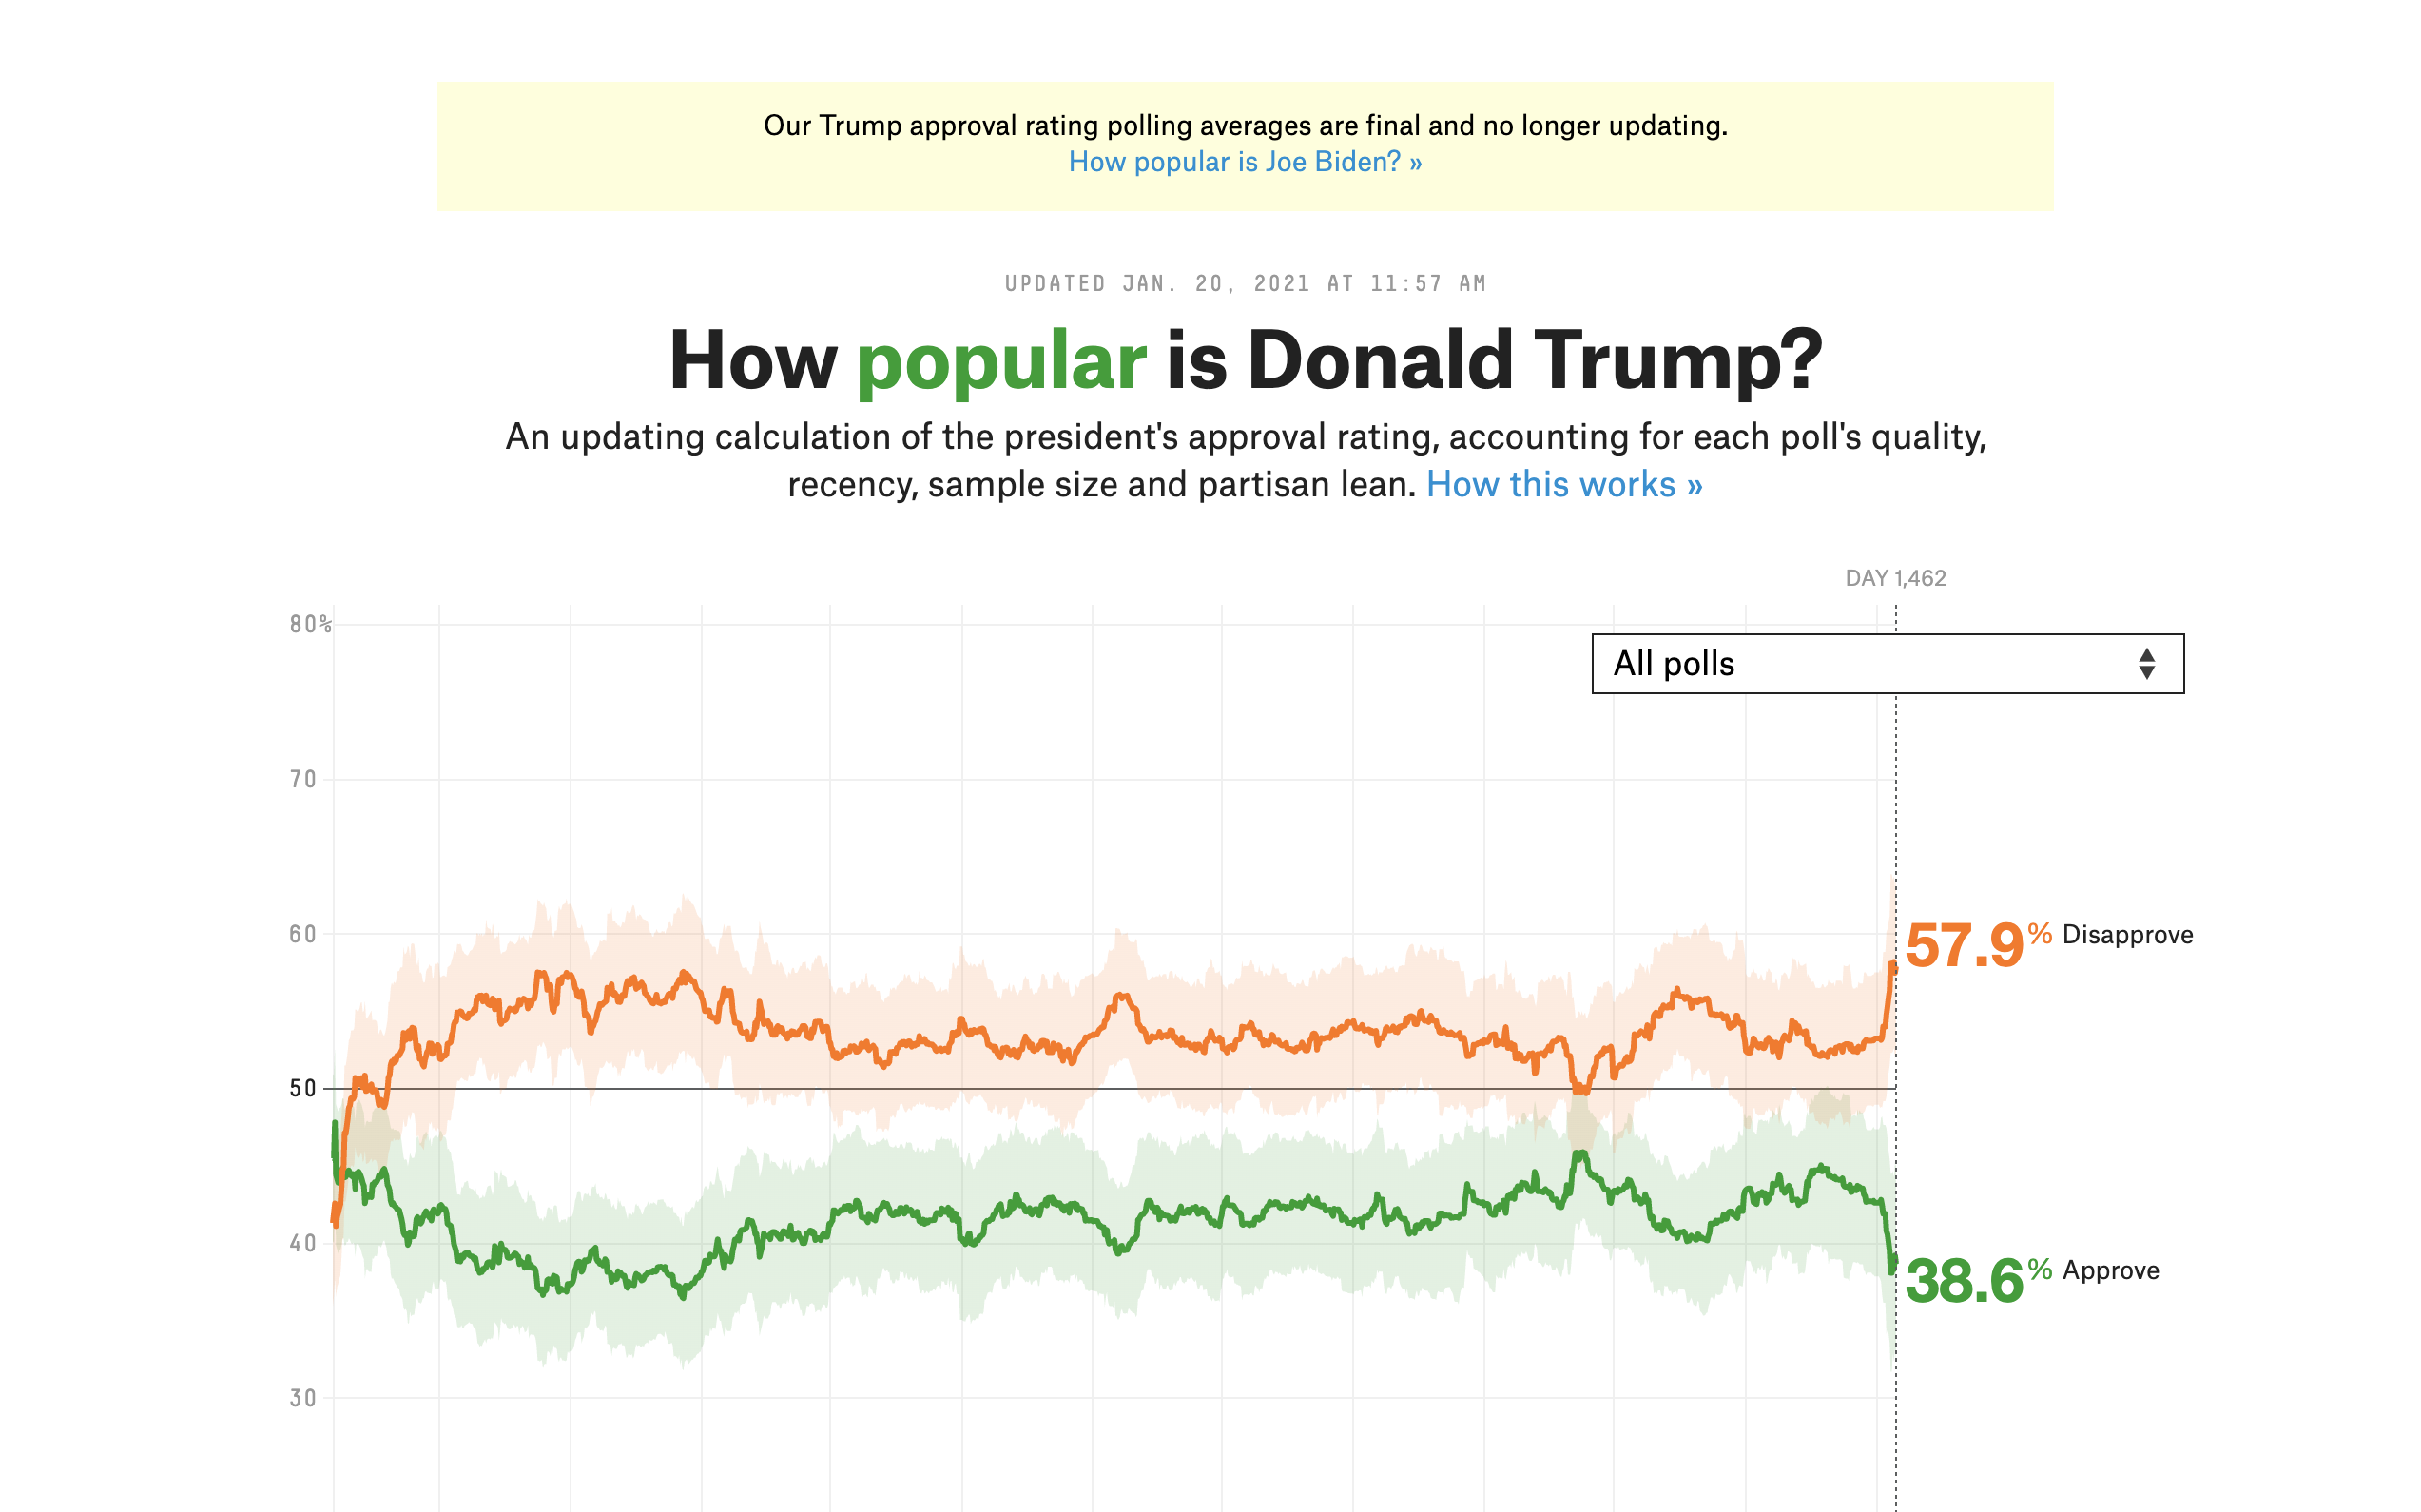 Our Trump approval rating polling averages are final and no longer updating.
How popular is Joe Biden? »
UPDATED JAN. 20, 2021 AT 11:57 AM
How popular is Donald Trump?
An updating calculation of the president's approval rating, accounting for each poll's quality,
recency, sample size and partisan lean. How this works »
DAY 1,462
80%
All polls
70
60
57.9% Disapprove
50
40
38.6% Approve
30